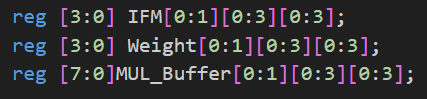 reg [3:0] IFM[0:1][0:3][0:3];
reg [3:0] Weight[0:1][0:3][0:3];
reg [7:0]MUL_Buffer[0:1][0:3][0:3];